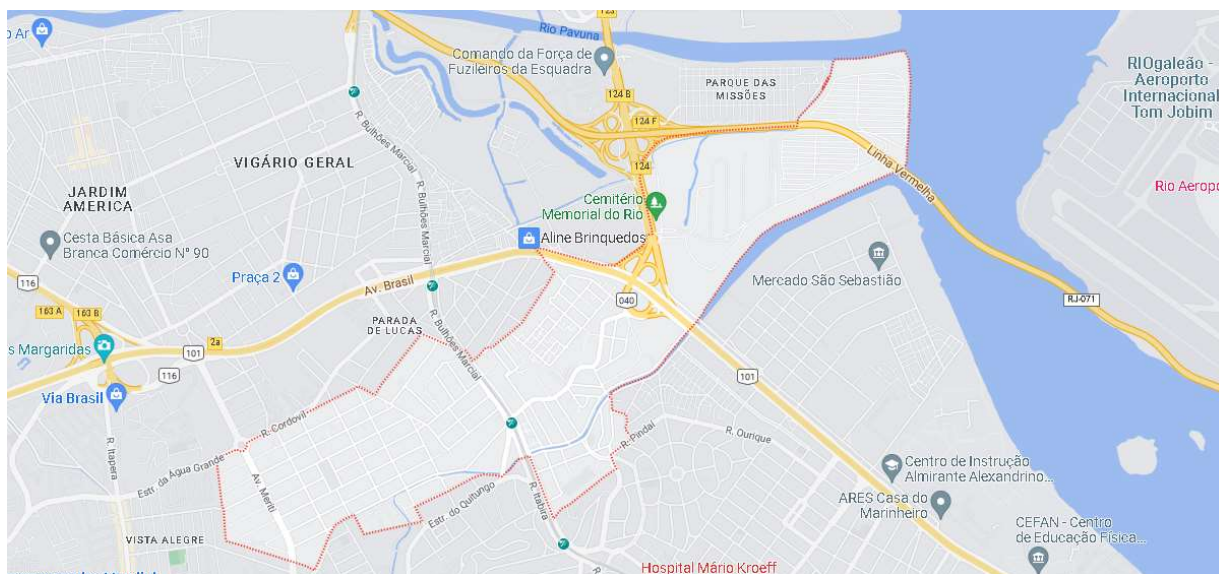 Ar
123
Rio Pavuna
Comando da Força de
Fuzileiros da Esquadra
PARQUE DAS
MISSÕES
RIOgaleão -
Aeroporto
Internacional
Tom Jobim
124 B
124 F
124
R. Bulhões Marcial
VIGÁRIO GERAL
JARDIM
AMERICA
Linha Vermelha
Rio Aerop
Cemitério
Memorial do Rio
R. Bulhões Marcial
Cesta Básica Asa
Branca Comércio N° 90
Aline Brinquedos
Praça 2
Mercado São Sebastião
116
Av. Brasil
040
RJ-071
163 A
163 B
PARADA
DE LUCAS
R. Bulhões Marcial
s Margaridas
101
2a
116
101
Via Brasil
R. Cordovil
R. Itapera
R. Pindaí
R. Ourique
Estr. da Água Grande
Av. Meriti
Centro de Instrução
Almirante Alexandrino...
R. Itabira
Estr. do Quitungo
ARES Casa do
Marinheiro
VISTA ALEGRE
CEFAN - Centro
de Educação Física...
Hospital Mário Kroeff